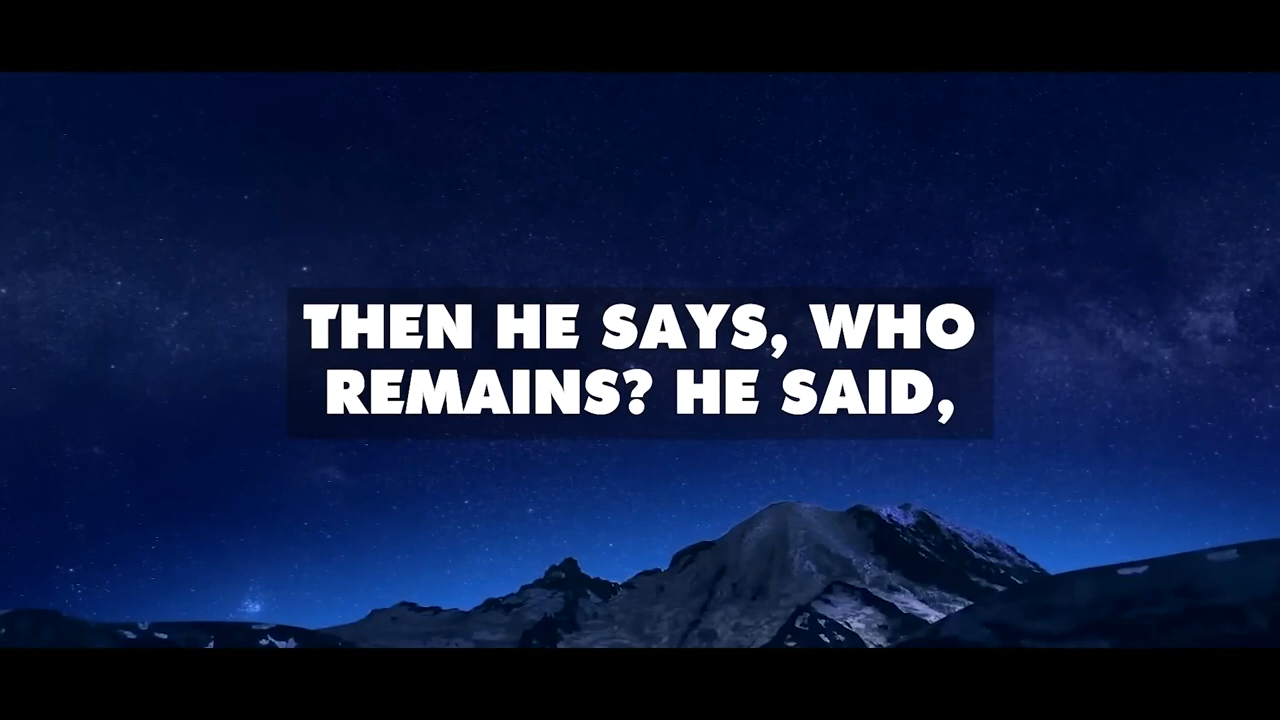 THEN HE SAYS, WHO
REMAINS? HE SAID,